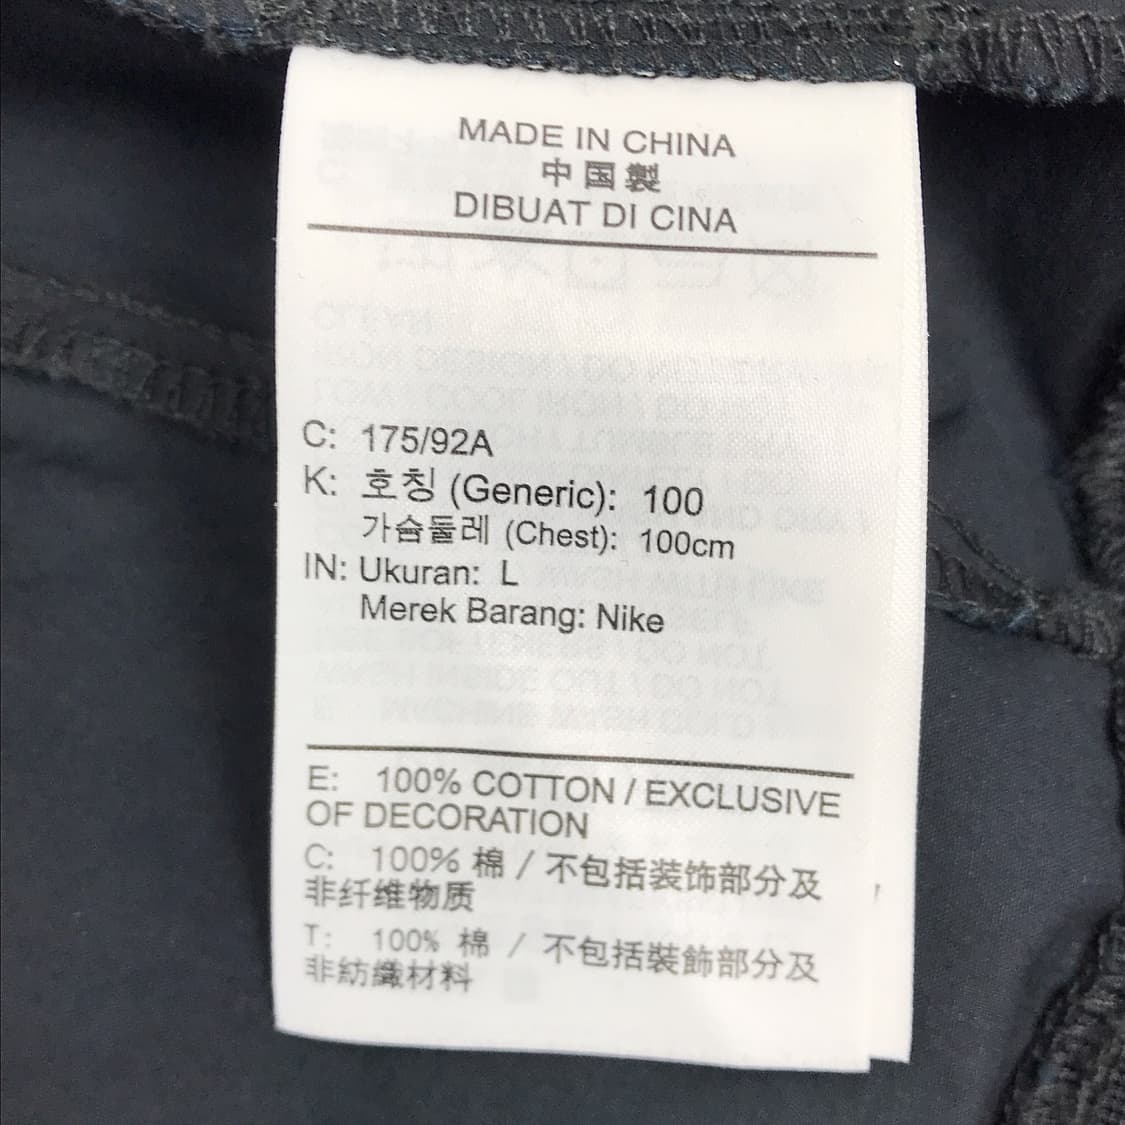 MADE IN CHINA
中国製
DIBUAT DI CINA
C: 175/92A
K: 호칭 (Generic): 100
가슴둘레 (Chest): 100cm
IN: Ukuran: L
Merek Barang: Nike
E: 100% COTTON / EXCLUSIVE
OF DECORATION
C: 100% 棉 / 不包括装饰部分及
非纤维物质
T: 100% 棉 / 不包括裝飾部分及
非紡織材料